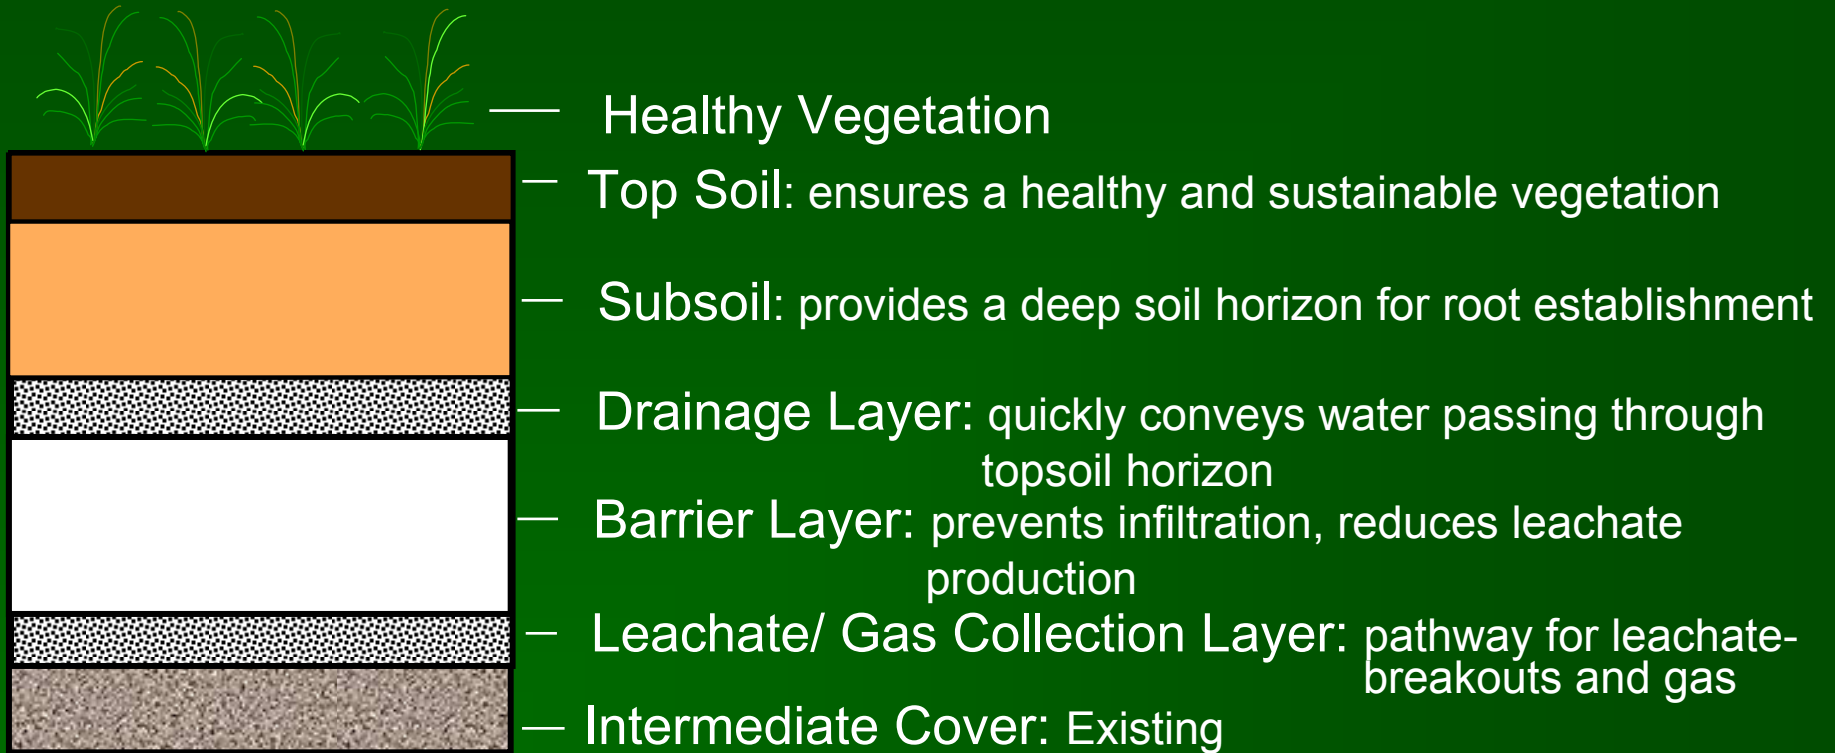 Healthy Vegetation
Top Soil: ensures a healthy and sustainable vegetation
Subsoil: provides a deep soil horizon for root establishment
Drainage Layer: quickly conveys water passing through
topsoil horizon
Barrier Layer: prevents infiltration, reduces leachate
production
Leachate/ Gas Collection Layer: pathway for leachate-
breakouts and gas
Intermediate Cover: Existing